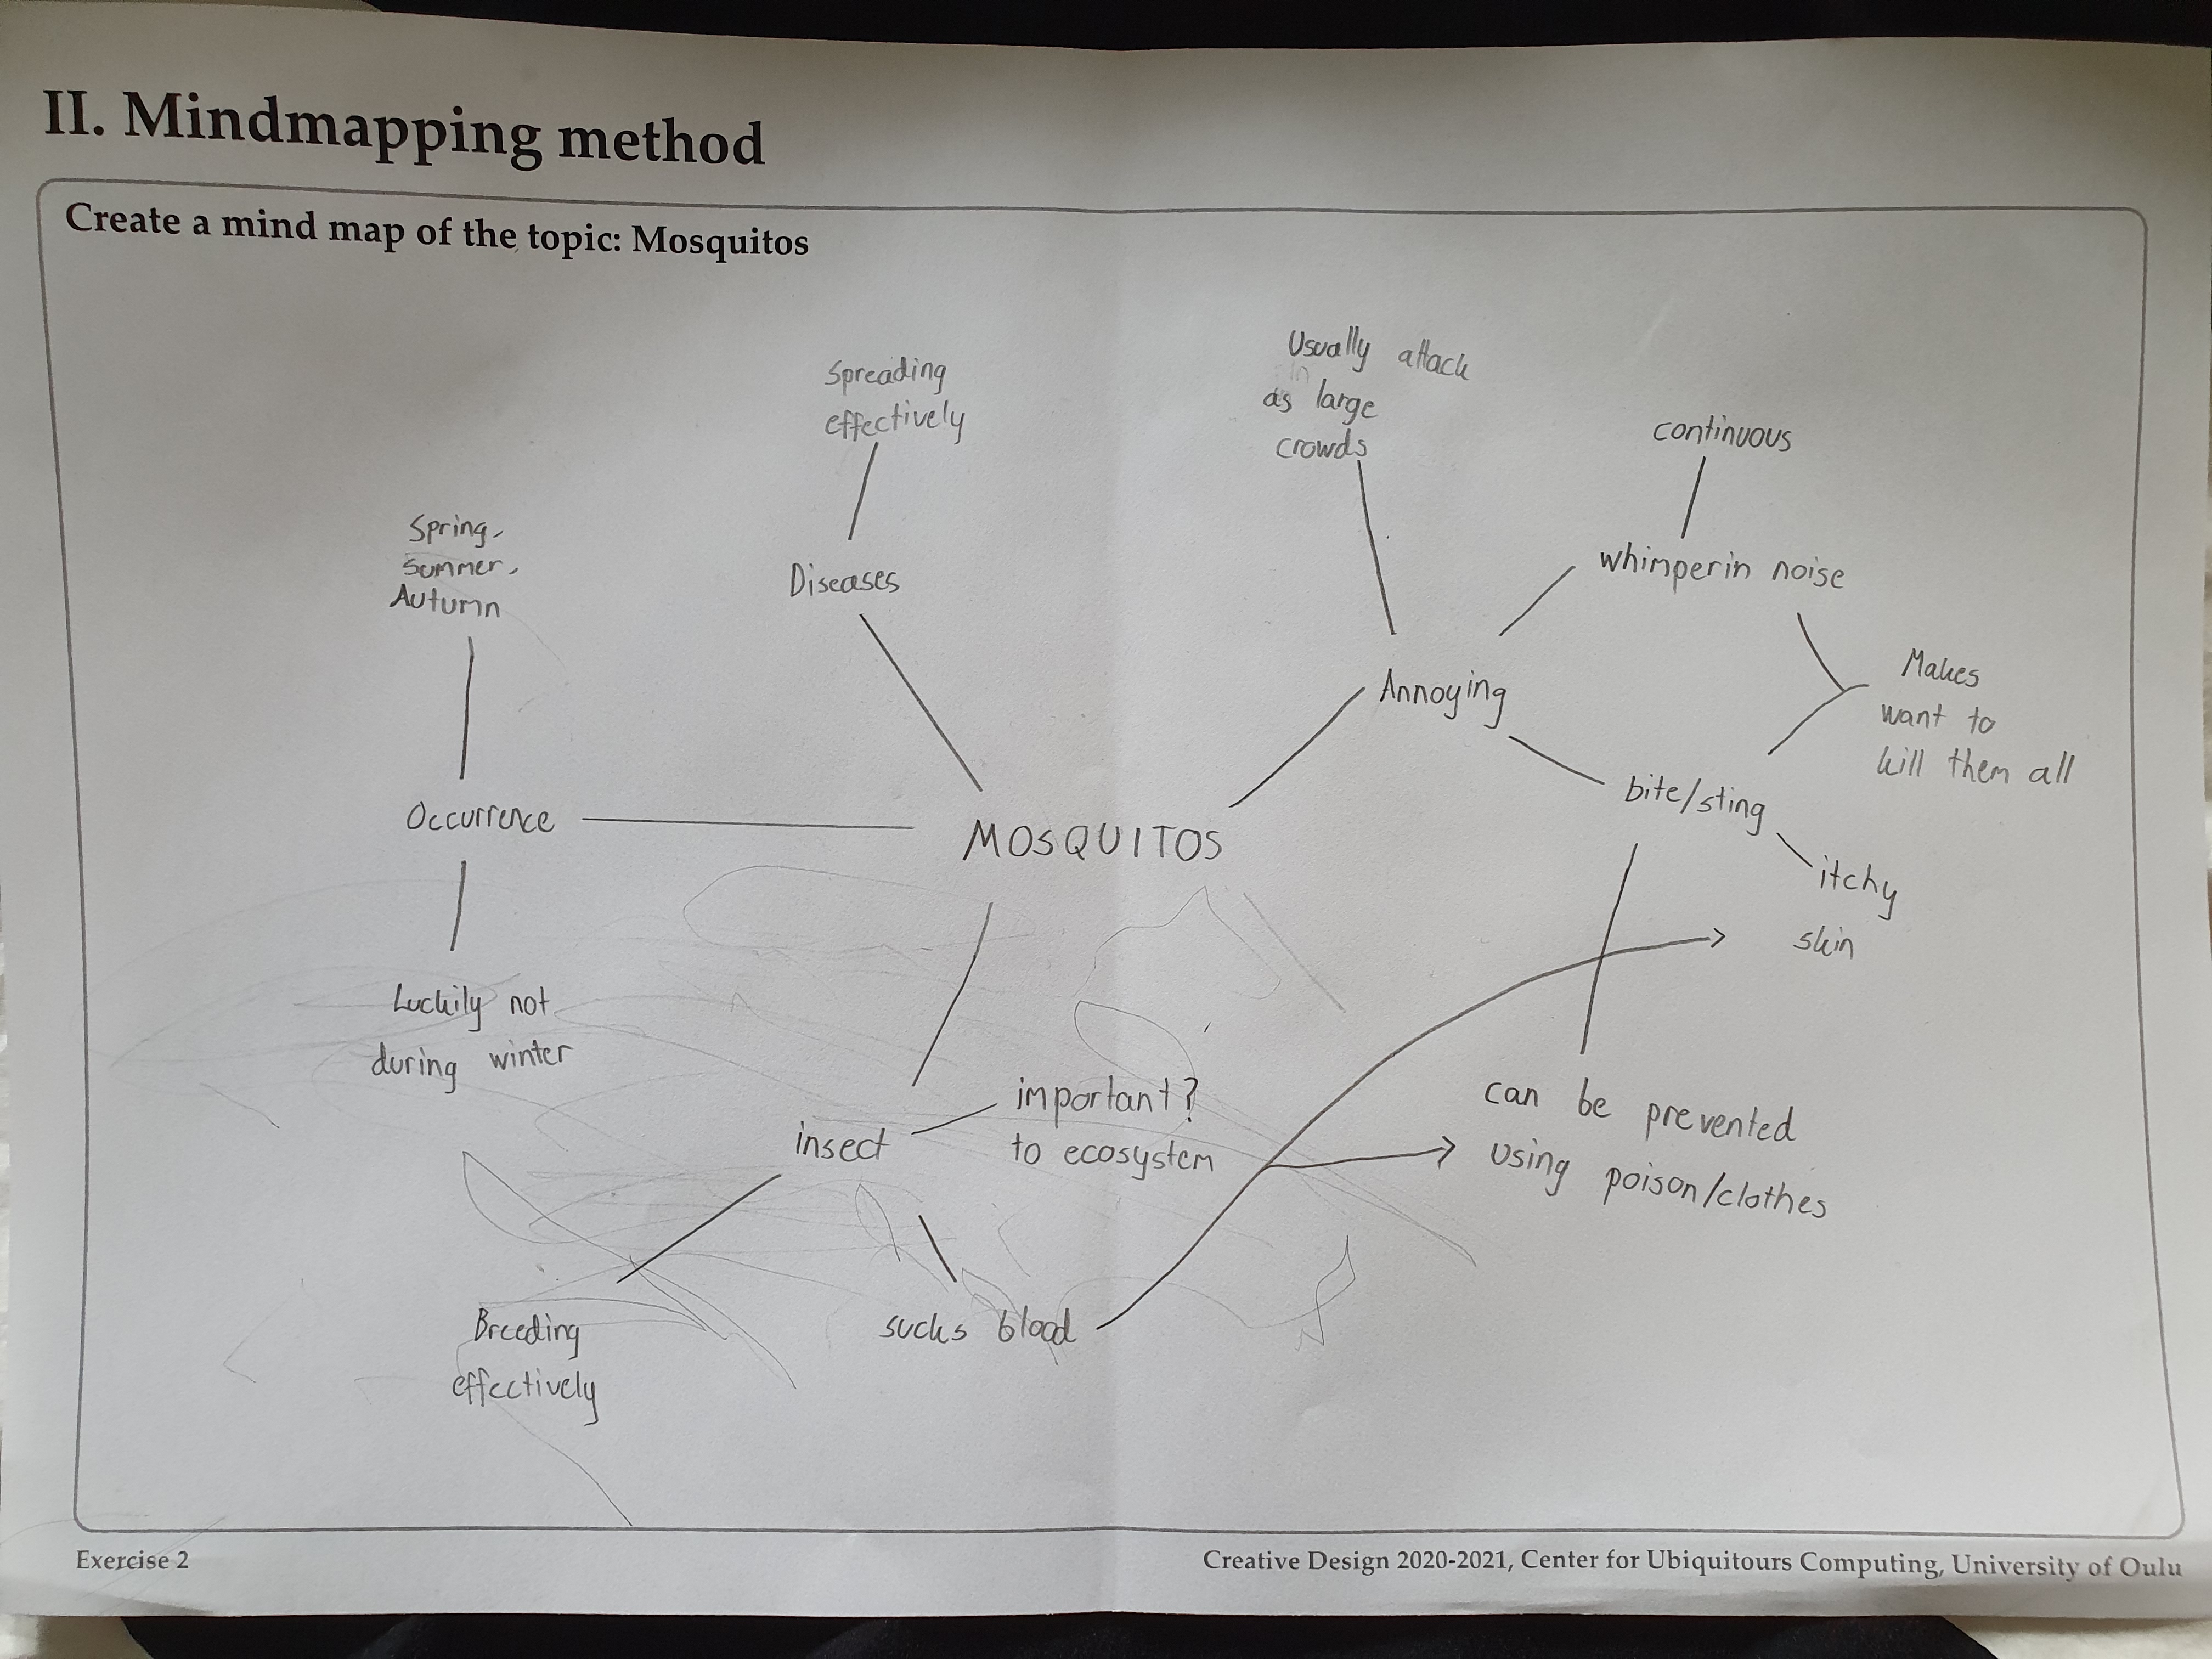 II. Mindmapping method
Create a mind map of the topic: Mosquitos
Spreading
effectively
Usually attack
as large
crowds
continuous
Spring,
Summer,
Autumn
Diseases
whimperin noise
Annoying
Makes
want to
kill them all
Occurrence
MOSQUITOS
bite/sting
itchy
skin
Luckily not
during winter
insect
important?
to ecosystem
can be prevented
using poison/clothes
Breeding
effectively
sucks blood
Exercise 2
Creative Design 2020-2021, Center for Ubiquitours Computing, University of Oulu